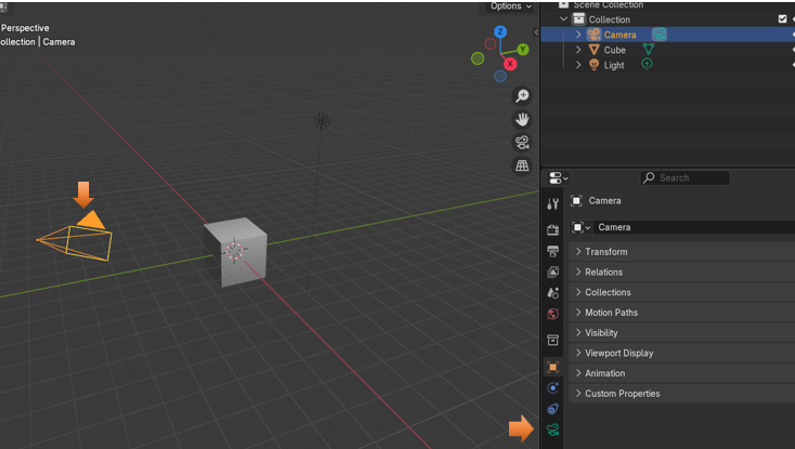 Options
Perspective
ollection | Camera
Z
Y
X
Scene Collection
Collection
Camera
Cube
Light
Search
Camera
Camera
Transform
Relations
Collections
Motion Paths
Visibility
Viewport Display
Animation
Custom Properties